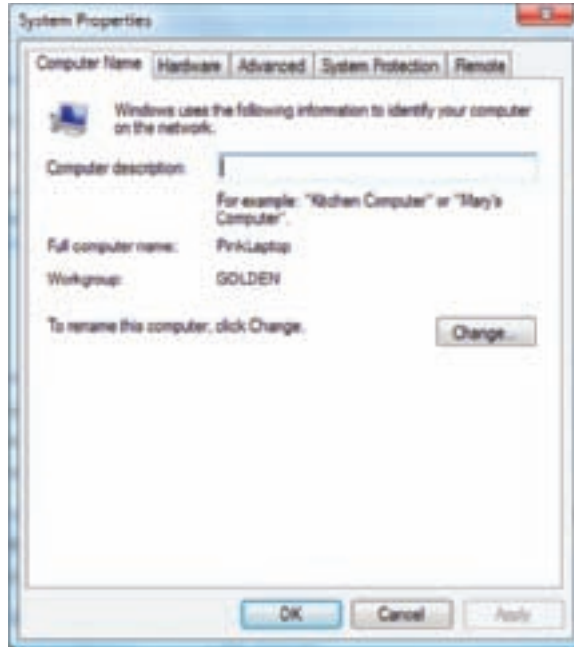 System Properties
Computer Name Hardware Advanced System Protection Remote
Windows uses the following information to identify your computer
on the network.
Computer description:
For example: "Kitchen Computer" or "Mary's
Computer".
Full computer name: PinkLaptop
Workgroup: GOLDEN
To rename this computer, click Change. Change...
OK Cancel Apply